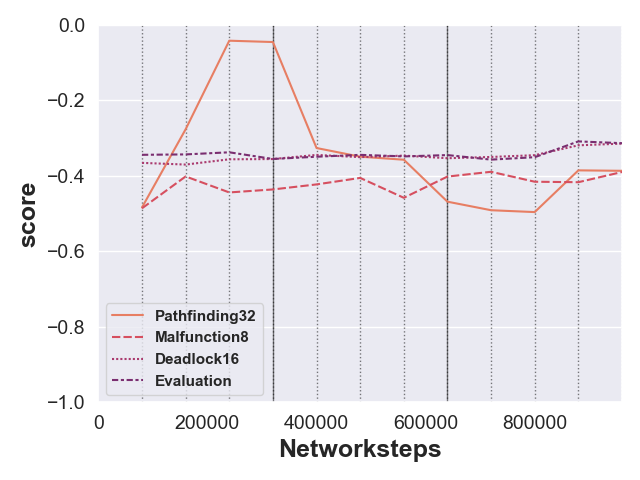 0.0
−0.2
−0.4
−0.6
−0.8
−1.0
score
Pathfinding32
Malfunction8
Deadlock16
Evaluation
0 200000 400000 600000 800000
Networksteps